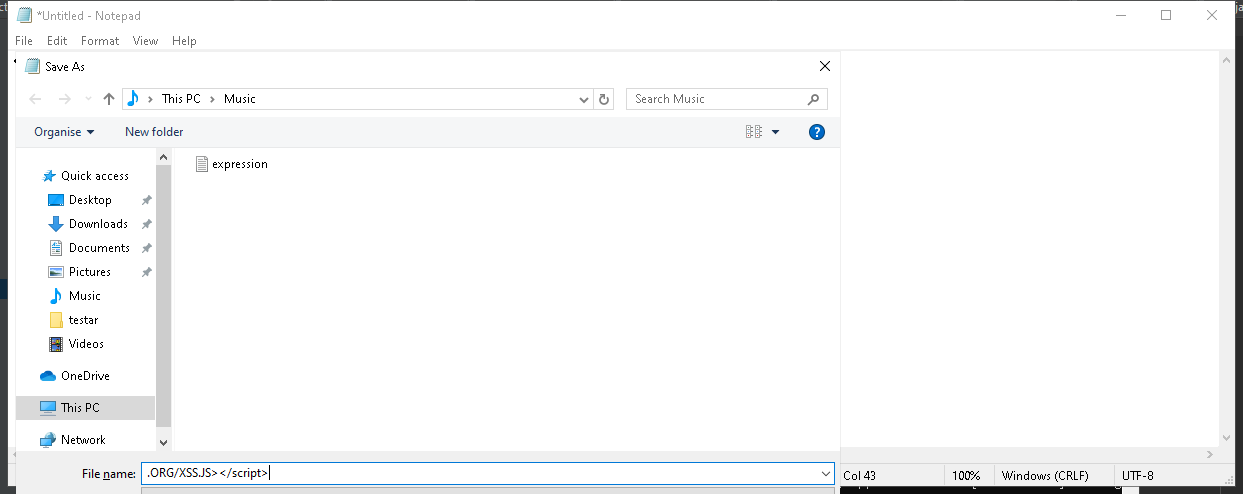 *Untitled - Notepad
File Edit Format View Help
Save As
This PC Music
Search Music
Organise New folder
expression
Quick access
Desktop
Downloads
Documents
Pictures
Music
testar
Videos
OneDrive
This PC
Network
File name: .ORG/XSS.JS></script>
Col 43 100% Windows (CRLF) UTF-8